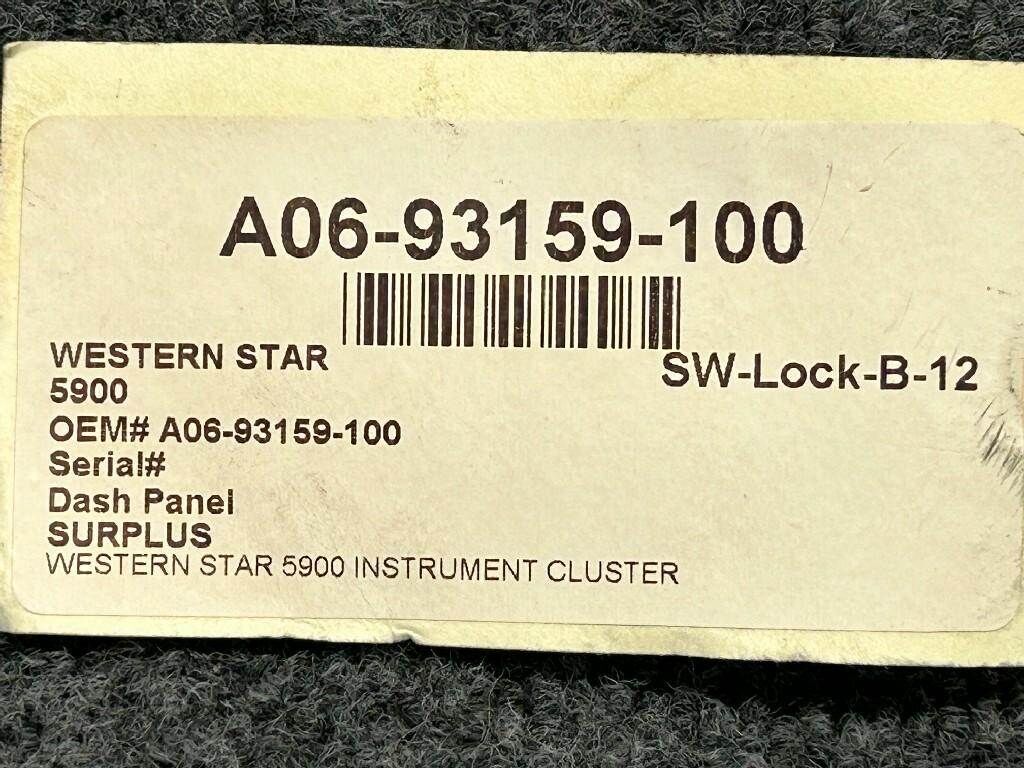 A06-93159-100
WESTERN STAR
SW-Lock-B-12
5900
OEM# A06-93159-100
Serial#
Dash Panel
SURPLUS
WESTERN STAR 5900 INSTRUMENT CLUSTER